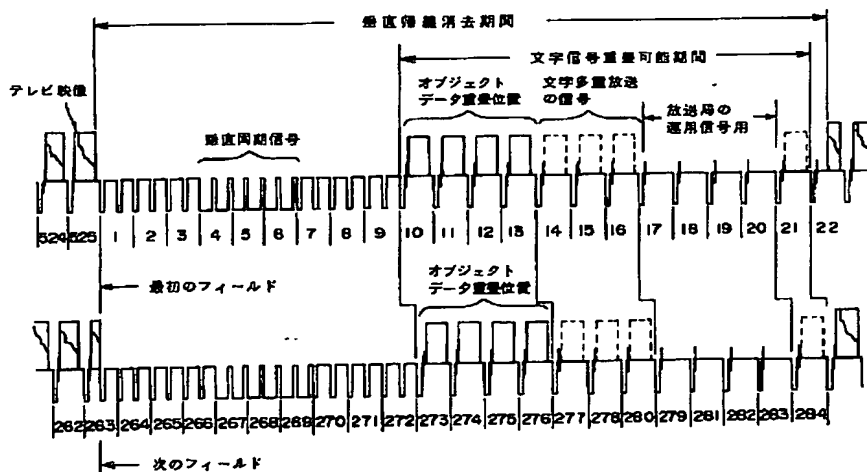 垂直帰線消去期間
文字信号重畳可能期間
テレビ映像
オブジェクト
データ重畳位置
文字多重放送
の信号
放送局の
運用信号用
垂直同期信号
524 525 1 2 3 4 5 6 7 8 9 10 11 12 13 14 15 16 17 18 19 20 21 22
最初のフィールド
オブジェクト
データ重畳位置
262 263 264 265 266 267 268 269 270 271 272 273 274 275 276 277 278 280 279 281 282 283 284
次のフィールド